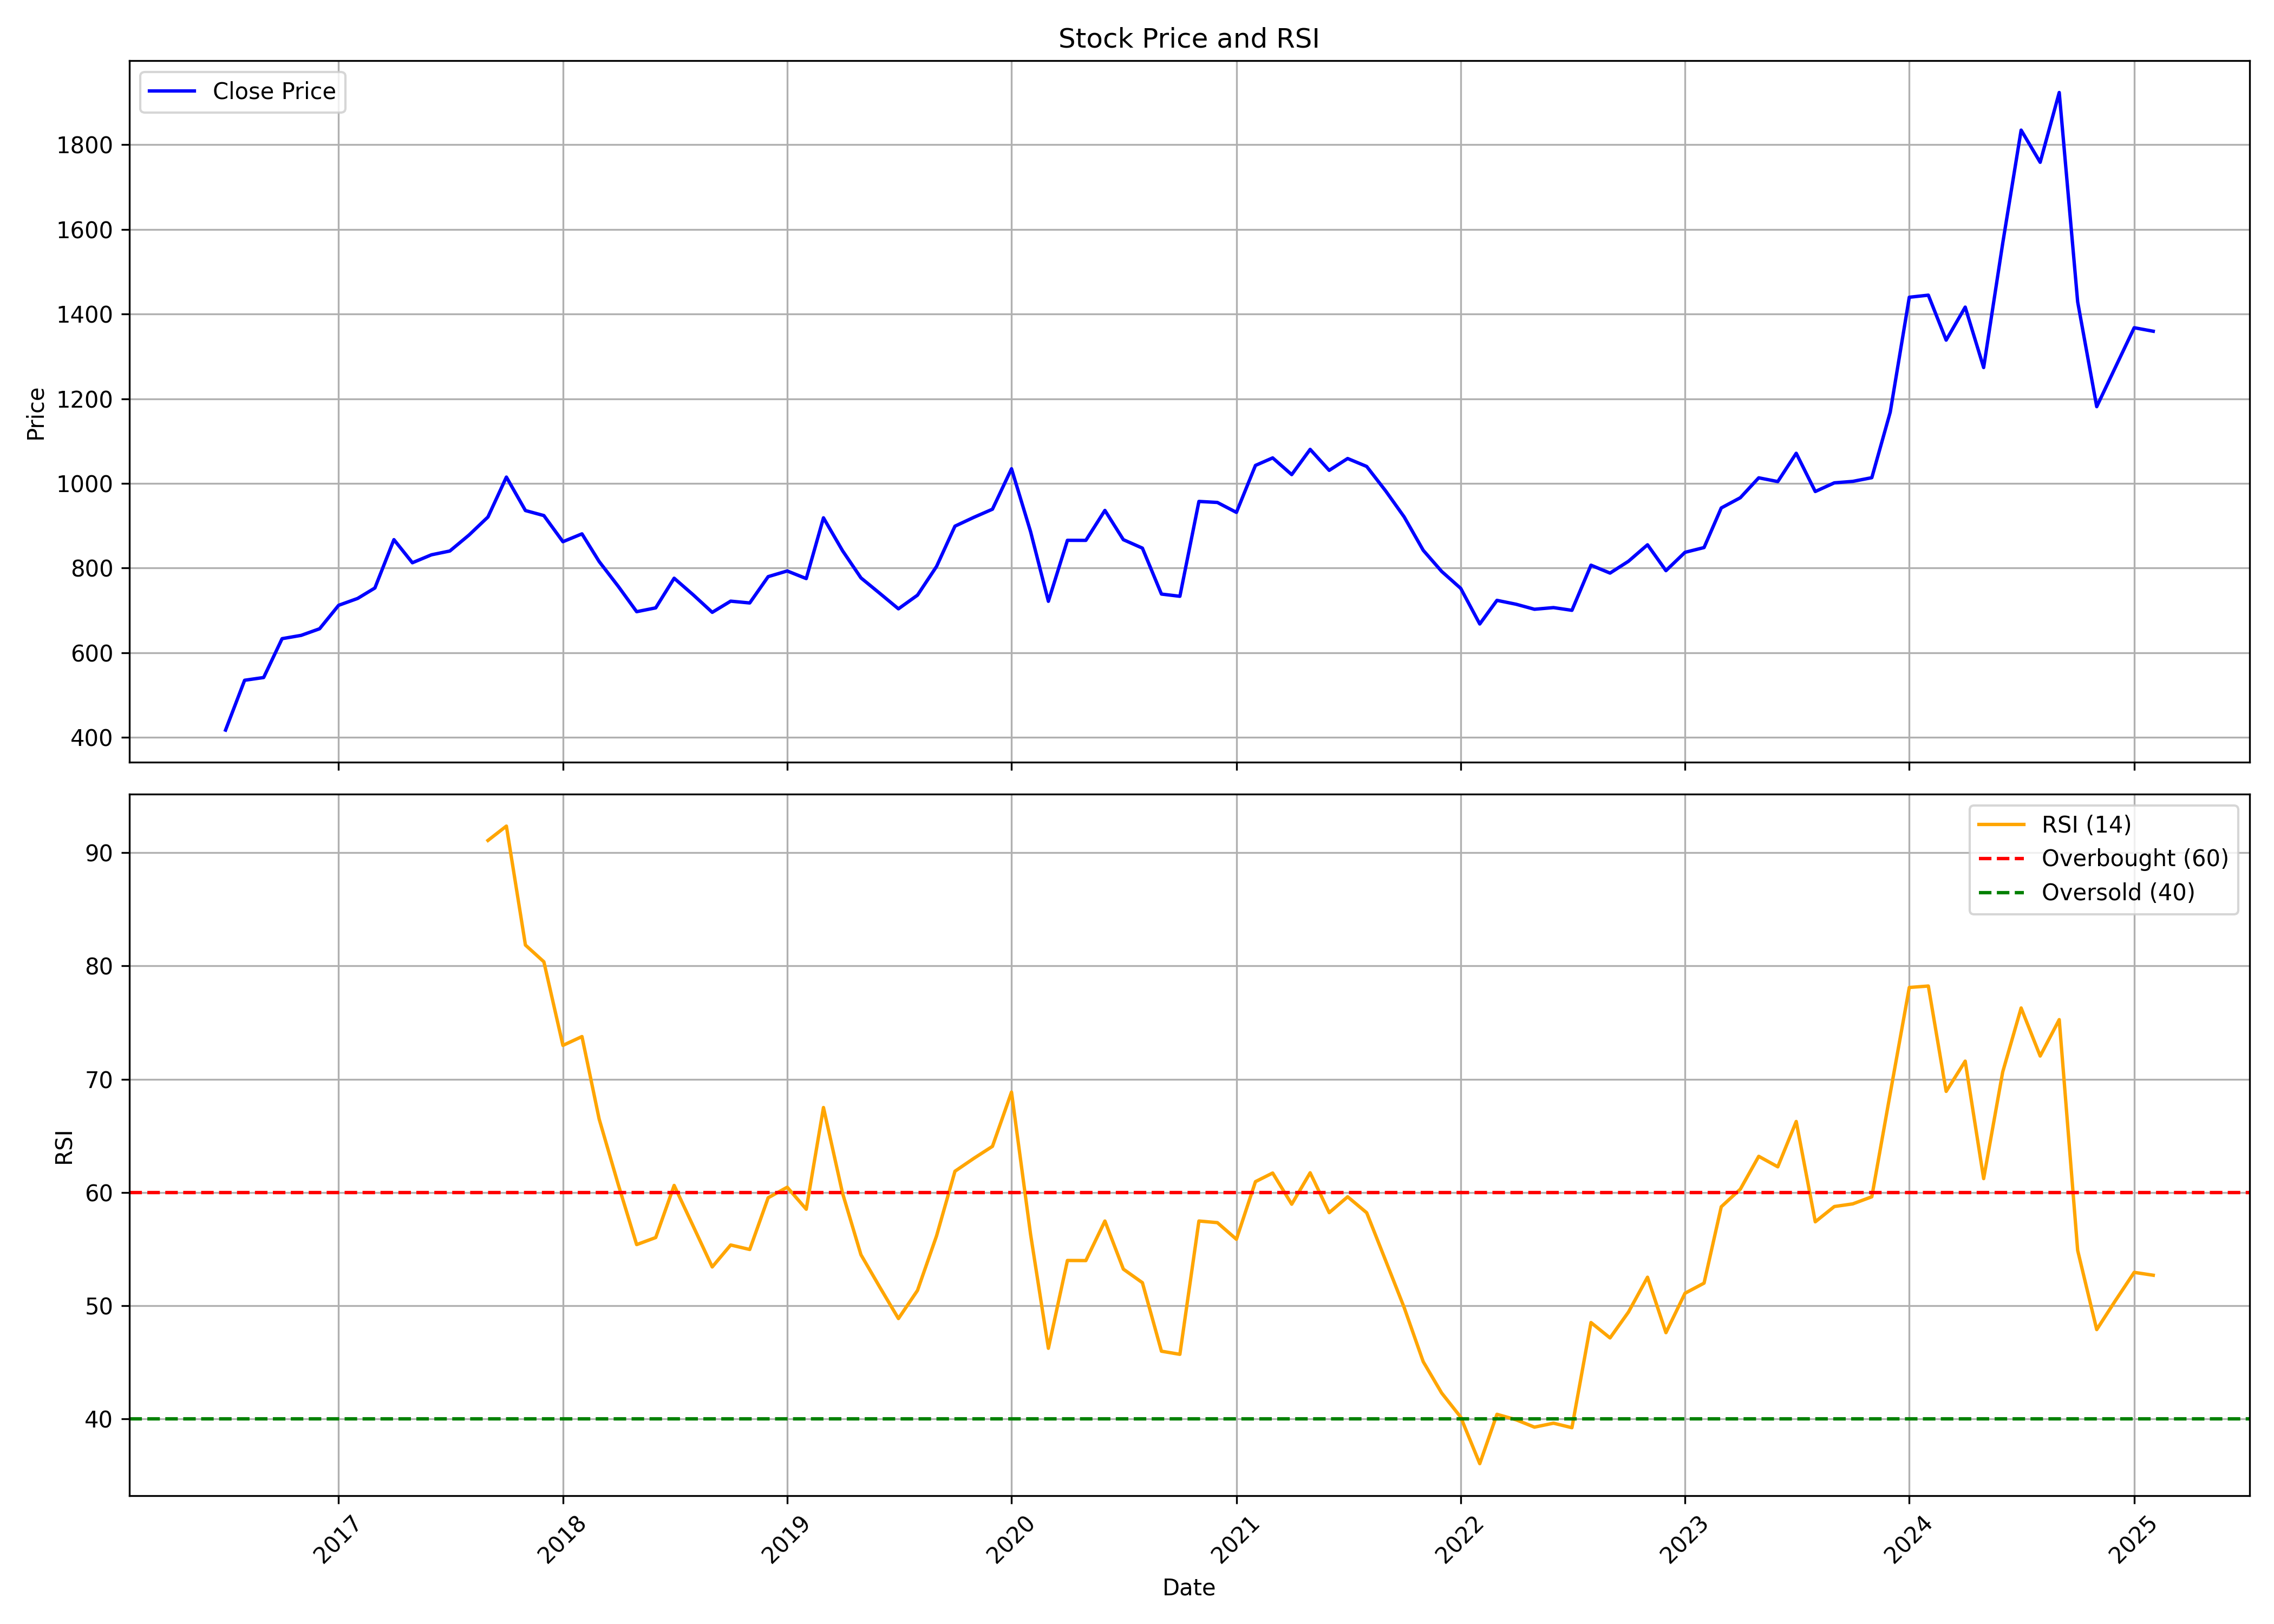 Stock Price and RSI
Close Price
1800
1600
1400
1200
1000
800
600
400
Price
RSI (14)
Overbought (60)
Oversold (40)
90
80
70
60
50
40
RSI
2017
2018
2019
2020
2021
2022
2023
2024
2025
Date